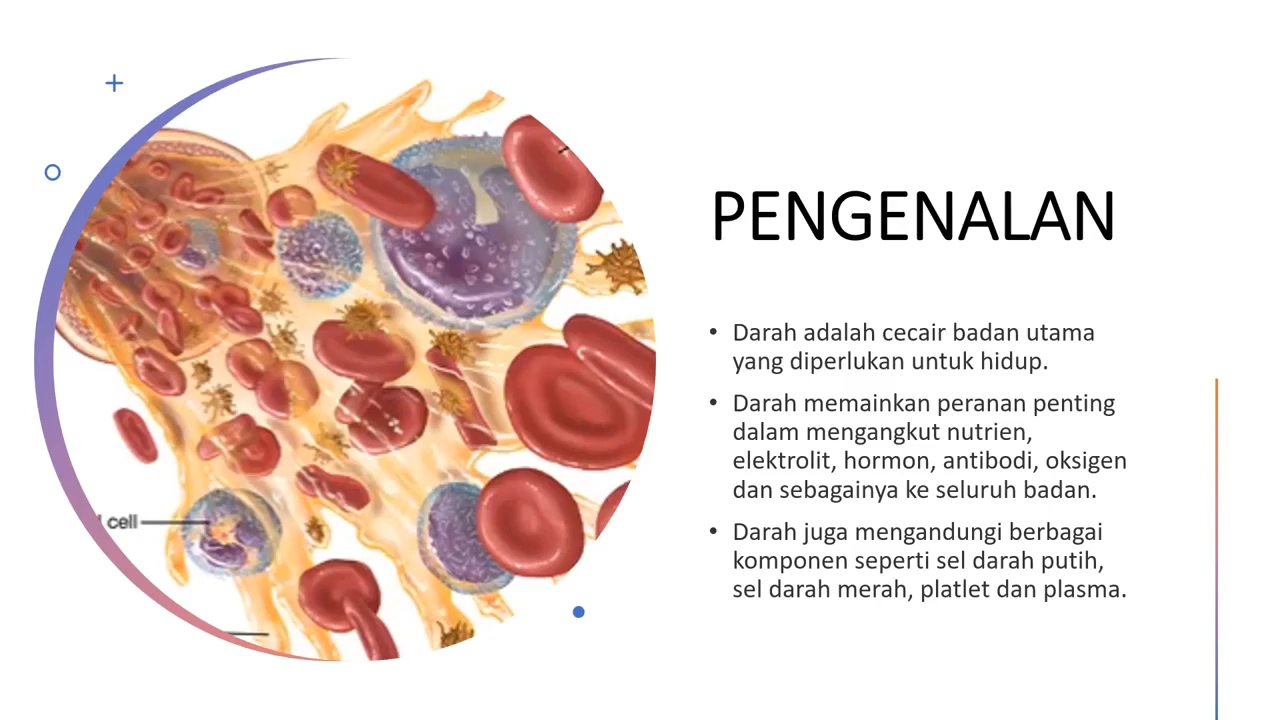 PENGENALAN
• Darah adalah cecair badan utama
yang diperlukan untuk hidup.
• Darah memainkan peranan penting
dalam mengangkut nutrien,
elektrolit, hormon, antibodi, oksigen
dan sebagainya ke seluruh badan.
• Darah juga mengandungi berbagai
komponen seperti sel darah putih,
sel darah merah, platlet dan plasma.
cell